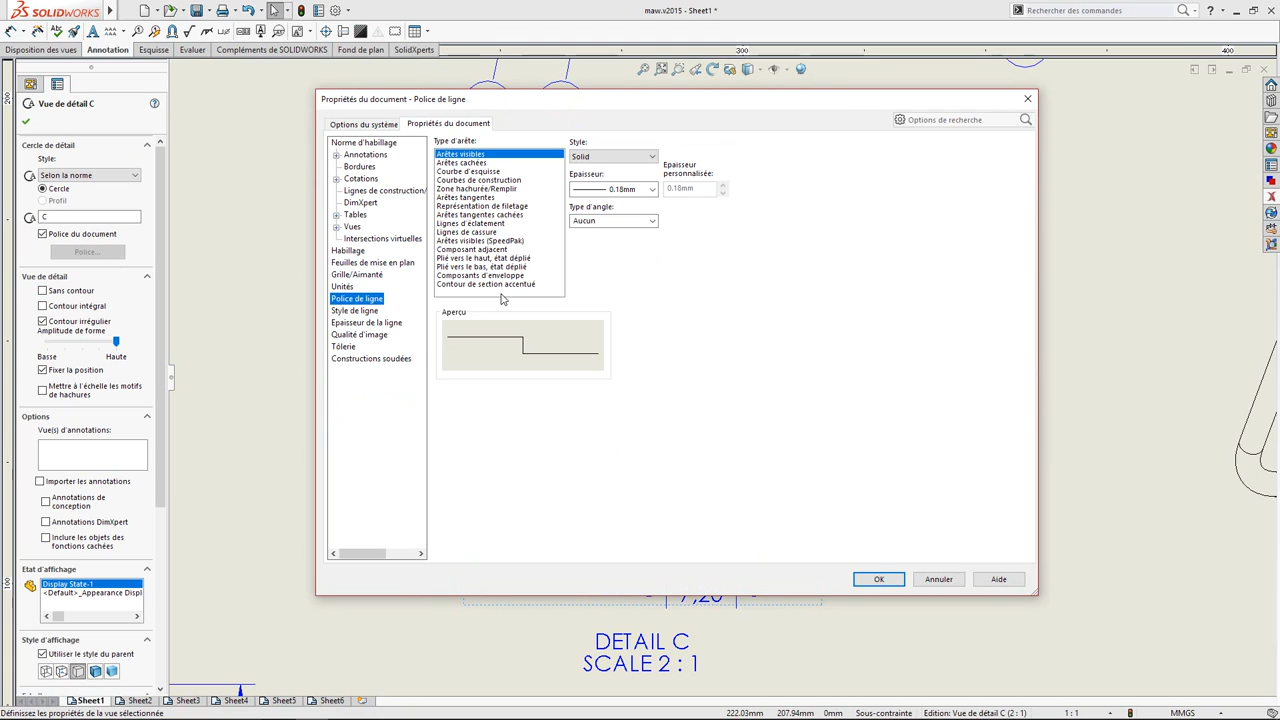 SOLIDWORKS
maw.v2015 - Sheet1 *
Rechercher des commandes
Disposition des vues
Annotation
Esquisse
Evaluer
Compléments de SOLIDWORKS
Fond de plan
SolidXperts
300
400
200
100
Vue de détail C
Cercle de détail
Style:
Selon la norme
Cercle
Profil
C
Police du document
Police...
Vue de détail
Sans contour
Contour intégral
Contour irrégulier
Amplitude de forme
Basse
Haute
Fixer la position
Mettre à l'échelle les motifs
de hachures
Options
Vue(s) d'annotations
Importer les annotations
Annotations de
conception
Annotations DimXpert
Inclure les objets des
fonctions cachées
Etat d'affichage
Display State-1
<Default>_Appearance Displ
Style d'affichage
Utiliser le style du parent
Propriétés du document - Police de ligne
Options du système
Propriétés du document
Options de recherche
Norme d'habillage
Annotations
Bordures
Cotations
Lignes de construction/
DimXpert
Tables
Vues
Intersections virtuelles
Habillage
Feuilles de mise en plan
Grille/Aimanté
Unités
Police de ligne
Style de ligne
Epaisseur de la ligne
Qualité d'image
Tôlerie
Constructions soudées
Type d'arête:
Arêtes visibles
Arêtes cachées
Courbe d'esquisse
Courbes de construction
Zone hachurée/Remplir
Arêtes tangentes
Représentation de filetage
Arêtes tangentes cachées
Lignes d'éclatement
Lignes de cassure
Arêtes visibles (SpeedPak)
Composant adjacent
Plié vers le haut, état déplié
Plié vers le bas, état déplié
Composants d'enveloppe
Contour de section accentué
Style:
Solid
Epaisseur:
0.18mm
Epaisseur
personnalisée:
0.18mm
Type d'angle:
Aucun
Aperçu
OK
Annuler
Aide
7,20
DETAIL C
SCALE 2 : 1
Sheet1
Sheet2
Sheet3
Sheet4
Sheet5
Sheet6
Définissez les propriétés de la vue sélectionnée
222.03mm
207.94mm
0mm
Sous-contrainte
Edition: Vue de détail C (2 : 1)
1 : 1
MMGS